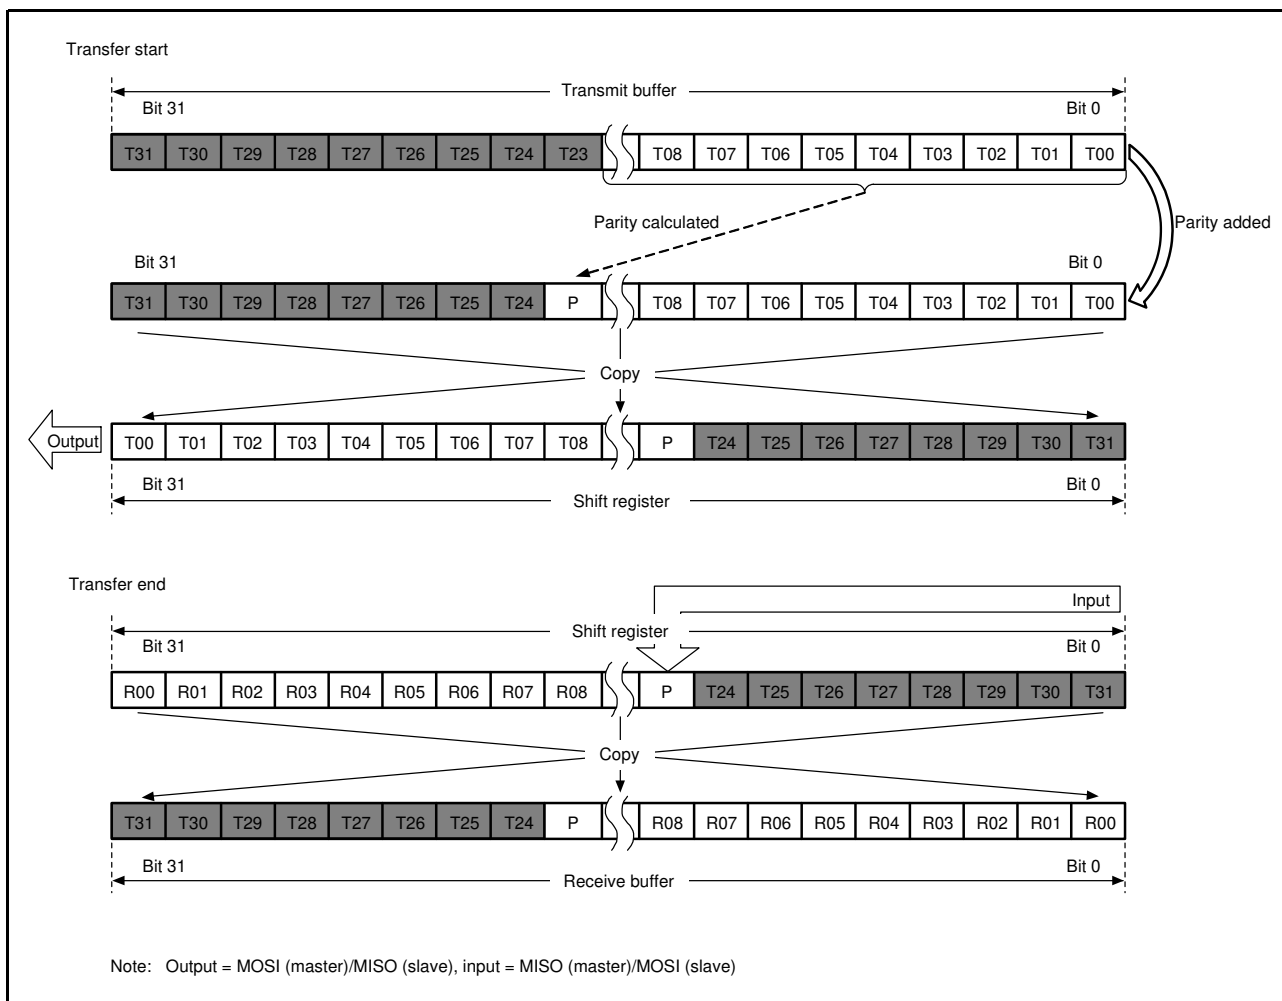 Transfer start
Transmit buffer
Bit 31 Bit 0
T31 T30 T29 T28 T27 T26 T25 T24 T23 T08 T07 T06 T05 T04 T03 T02 T01 T00
Parity calculated Parity added
Bit 31 Bit 0
T31 T30 T29 T28 T27 T26 T25 T24 P T08 T07 T06 T05 T04 T03 T02 T01 T00
Copy
Output T00 T01 T02 T03 T04 T05 T06 T07 T08 P T24 T25 T26 T27 T28 T29 T30 T31
Bit 31 Bit 0
Shift register
Transfer end
Input
Shift register
Bit 31 Bit 0
R00 R01 R02 R03 R04 R05 R06 R07 R08 P T24 T25 T26 T27 T28 T29 T30 T31
Copy
T31 T30 T29 T28 T27 T26 T25 T24 P R08 R07 R06 R05 R04 R03 R02 R01 R00
Bit 31 Bit 0
Receive buffer
Note: Output = MOSI (master)/MISO (slave), input = MISO (master)/MOSI (slave)